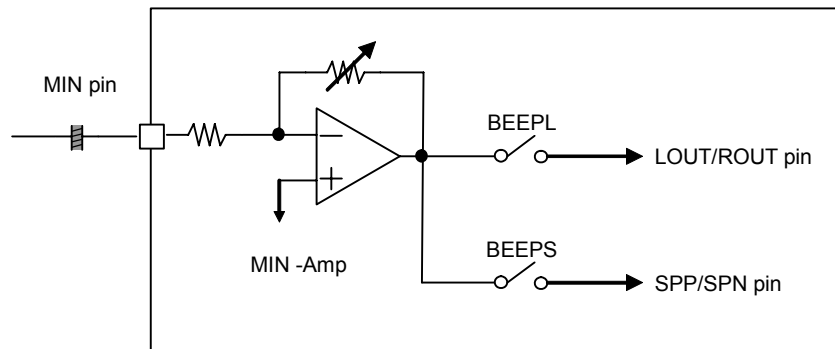 MIN pin
BEEPL
LOUT/ROUT pin
MIN -Amp
BEEPS
SPP/SPN pin